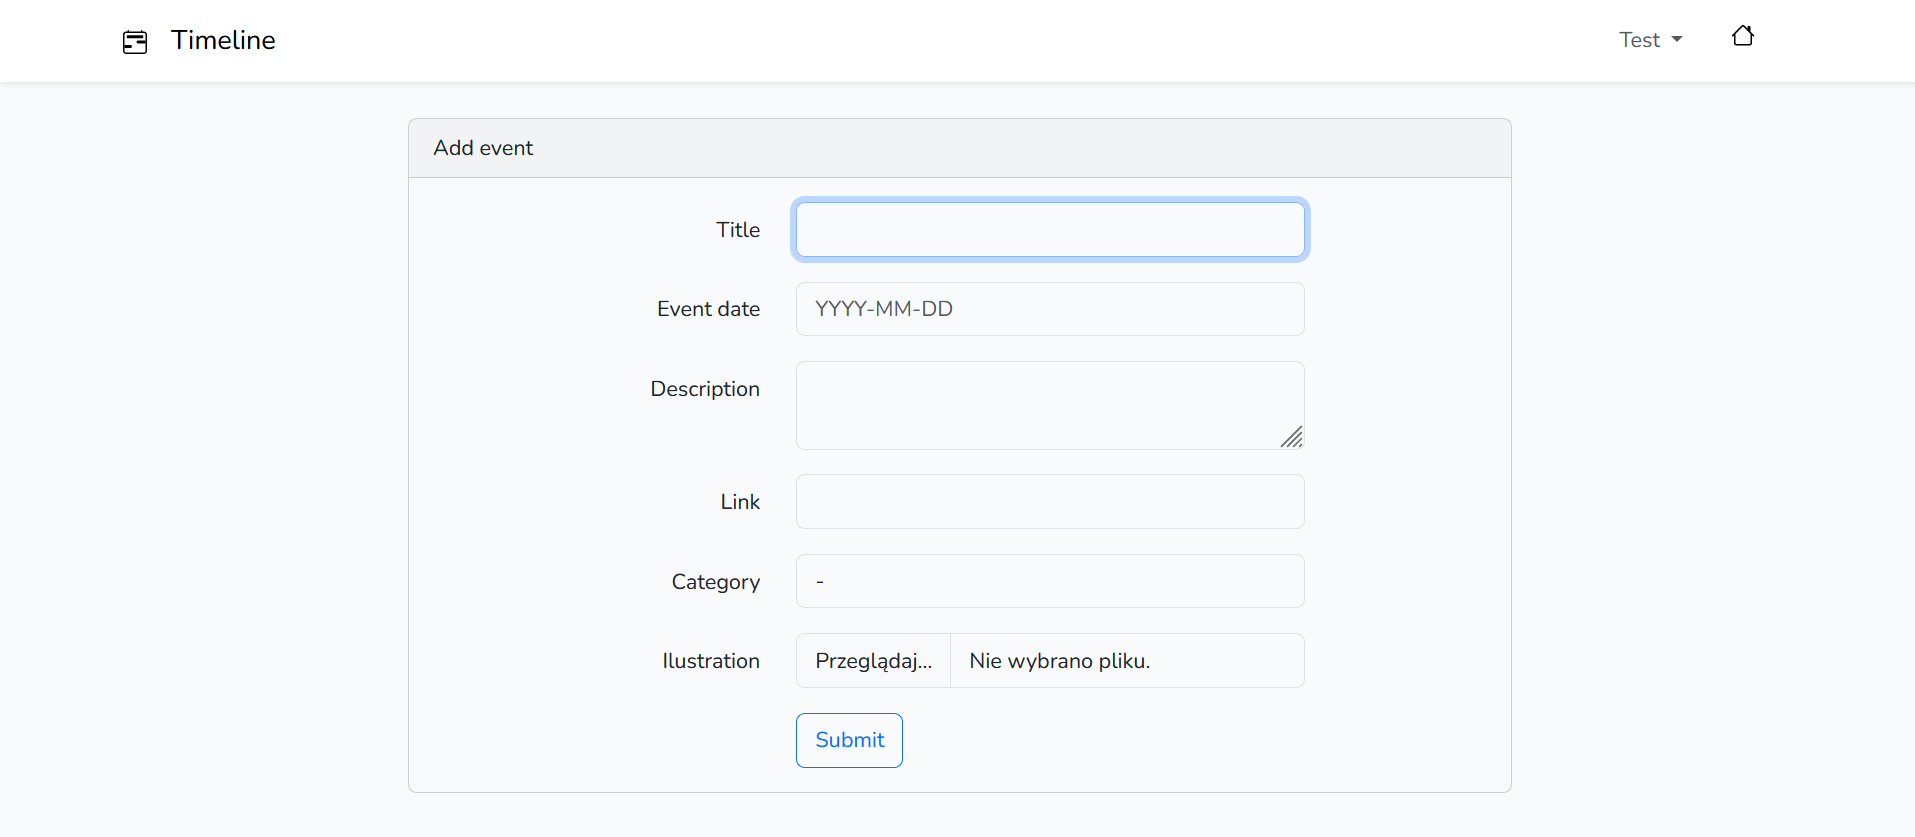 Timeline
Test
Add event
Title
Event date
YYYY-MM-DD
Description
Link
Category
-
Ilustration
Przeglądaj...
Nie wybrano pliku.
Submit